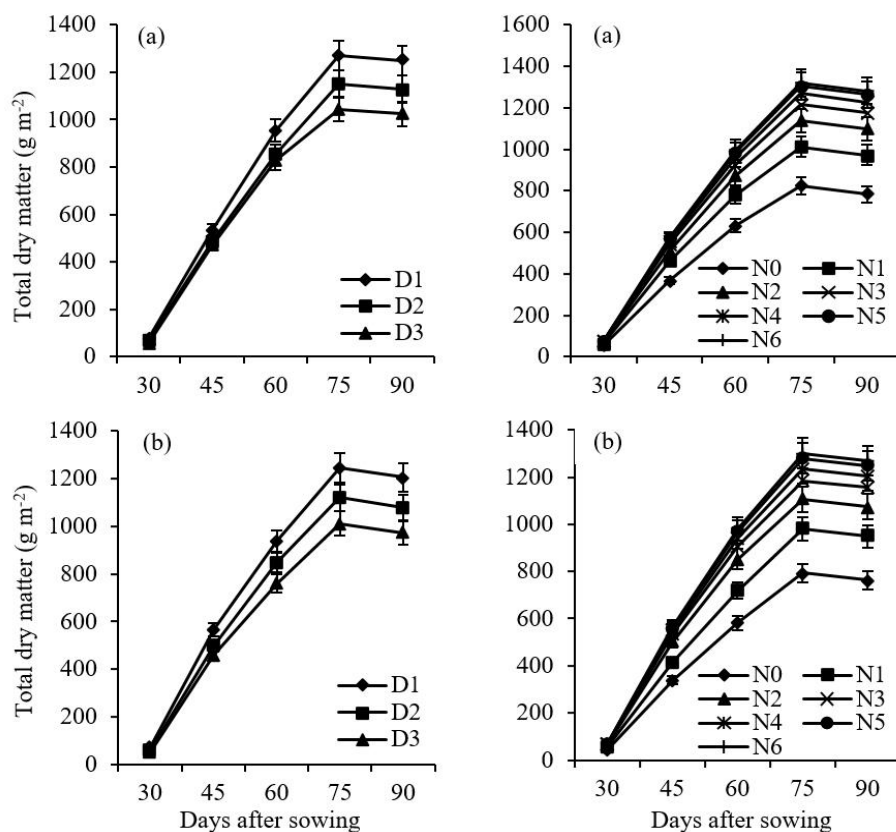 (a)
Total dry matter (g m-2)
1400
1200
1000
800
600
400
200
0
30 45 60 75 90
D1
D2
D3
(a)
1600
1400
1200
1000
800
600
400
200
0
30 45 60 75 90
N0 N1
N2 N3
N4 N5
N6
(b)
Total dry matter (g m-2)
1400
1200
1000
800
600
400
200
0
30 45 60 75 90
Days after sowing
D1
D2
D3
(b)
1400
1200
1000
800
600
400
200
0
30 45 60 75 90
Days after sowing
N0 N1
N2 N3
N4 N5
N6